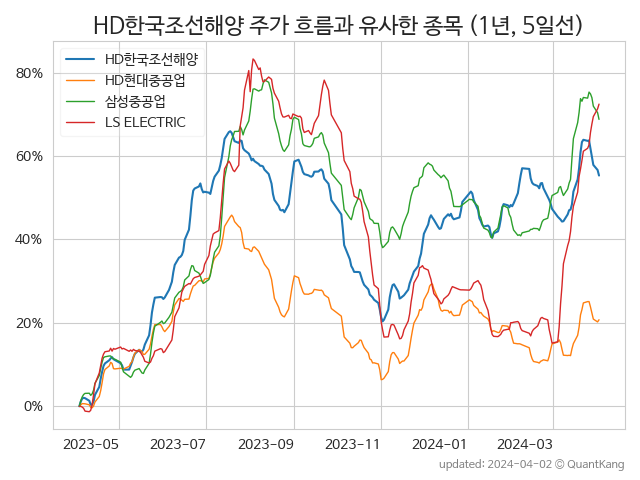 HD한국조선해양 주가 흐름과 유사한 종목 (1년, 5일선)
HD한국조선해양
HD현대중공업
삼성중공업
LS ELECTRIC
80%
60%
40%
20%
0%
2023-05 2023-07 2023-09 2023-11 2024-01 2024-03
updated: 2024-04-02 © QuantKang